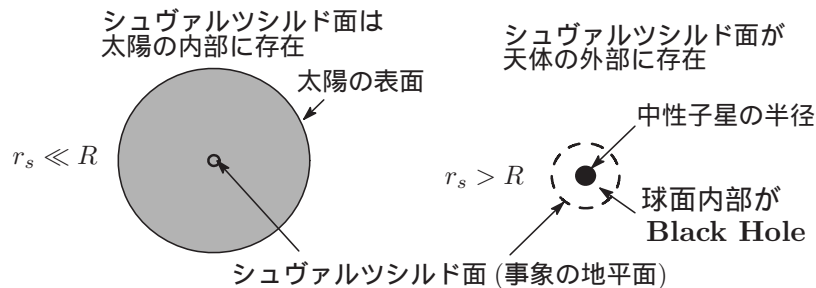 シュヴァルツシルド面は
太陽の内部に存在
太陽の表面
r_s ≪ R
シュヴァルツシルド面が
天体の外部に存在
中性子星の半径
r_s > R
球面内部が
Black Hole
シュヴァルツシルド面 (事象の地平面)